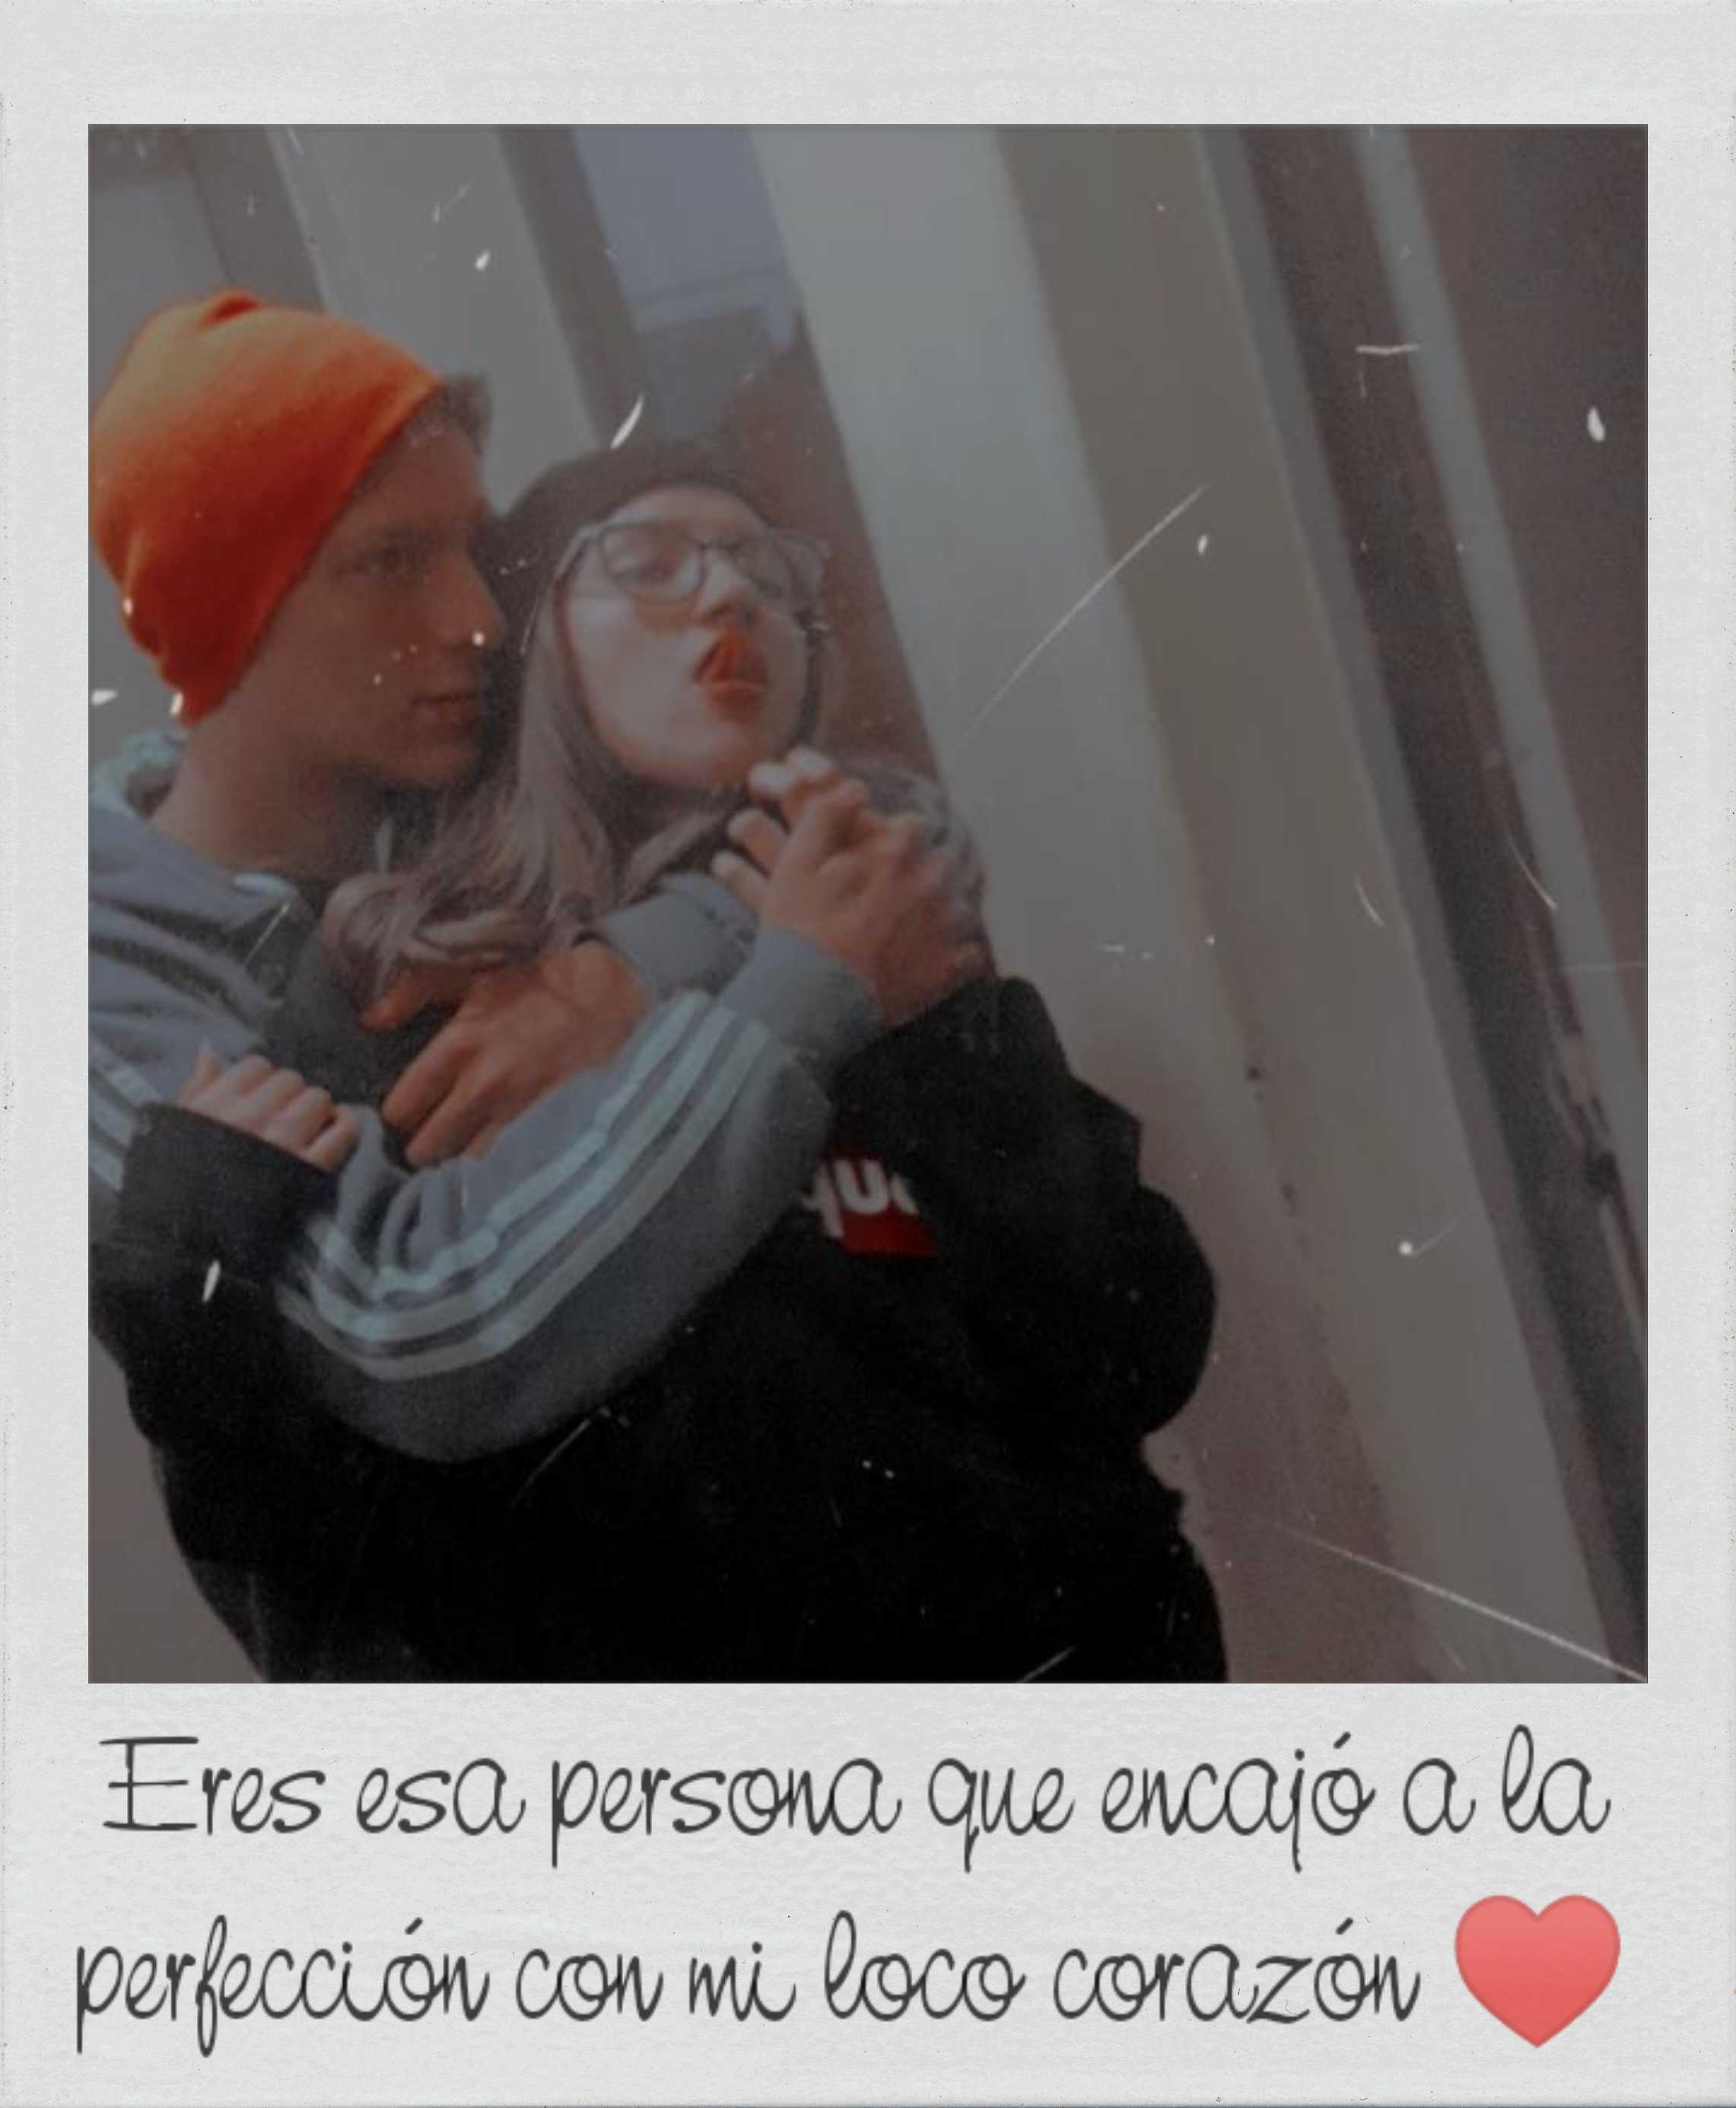 Eres esa persona que encajó a la
perfección con mi loco corazón ❤️